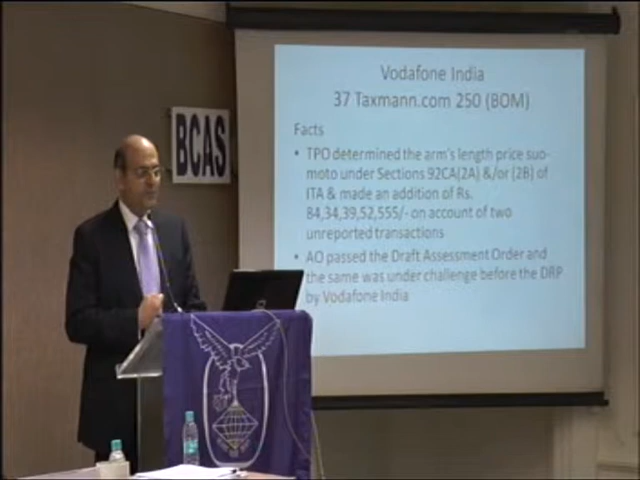 Vodafone India
37 Taxmann.com 250 (BOM)
Facts
• TPO determined the arm's length price suo-
moto under Sections 92CA(2A) &/or (2B) of
ITA & made an addition of Rs.
84,34,39,52,555/- on account of two
unreported transactions
• AO passed the Draft Assessment Order and
the same was under challenge before the DRP
by Vodafone India
BCAS